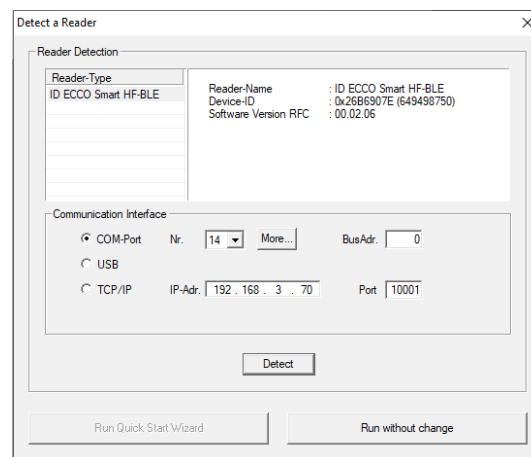 Detect a Reader
Reader Detection
Reader-Type
ID ECCO Smart HF-BLE
Reader-Name : ID ECCO Smart HF-BLE
Device-ID : 0x26B6907E (649498750)
Software Version RFC : 00.02.06
Communication Interface
COM-Port Nr. 14 More... BusAdr. 0
USB
TCP/IP IP-Adr. 192 . 168 . 3 . 70 Port 10001
Detect
Run Quick Start Wizard Run without change